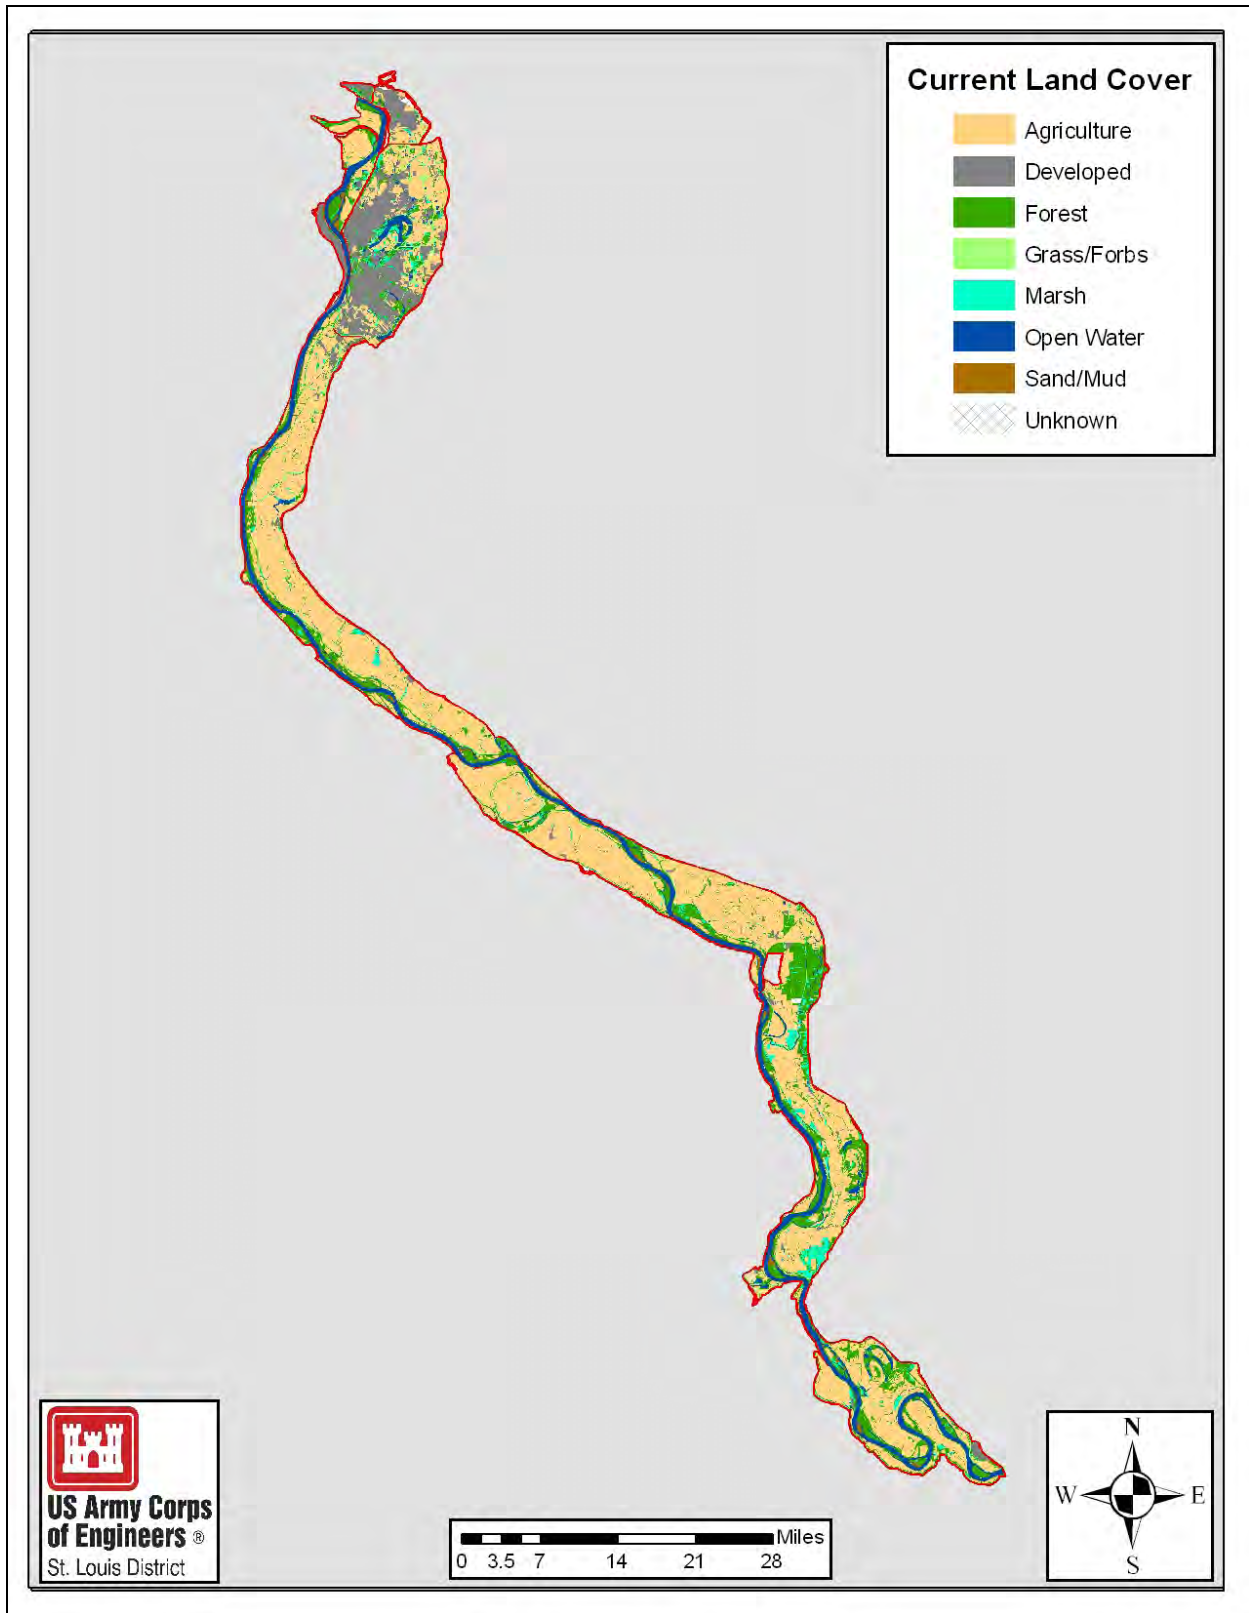 Current Land Cover
Agriculture
Developed
Forest
Grass/Forbs
Marsh
Open Water
Sand/Mud
Unknown
US Army Corps
of Engineers ®
St. Louis District
Miles
0 3.5 7 14 21 28
N
W E
S